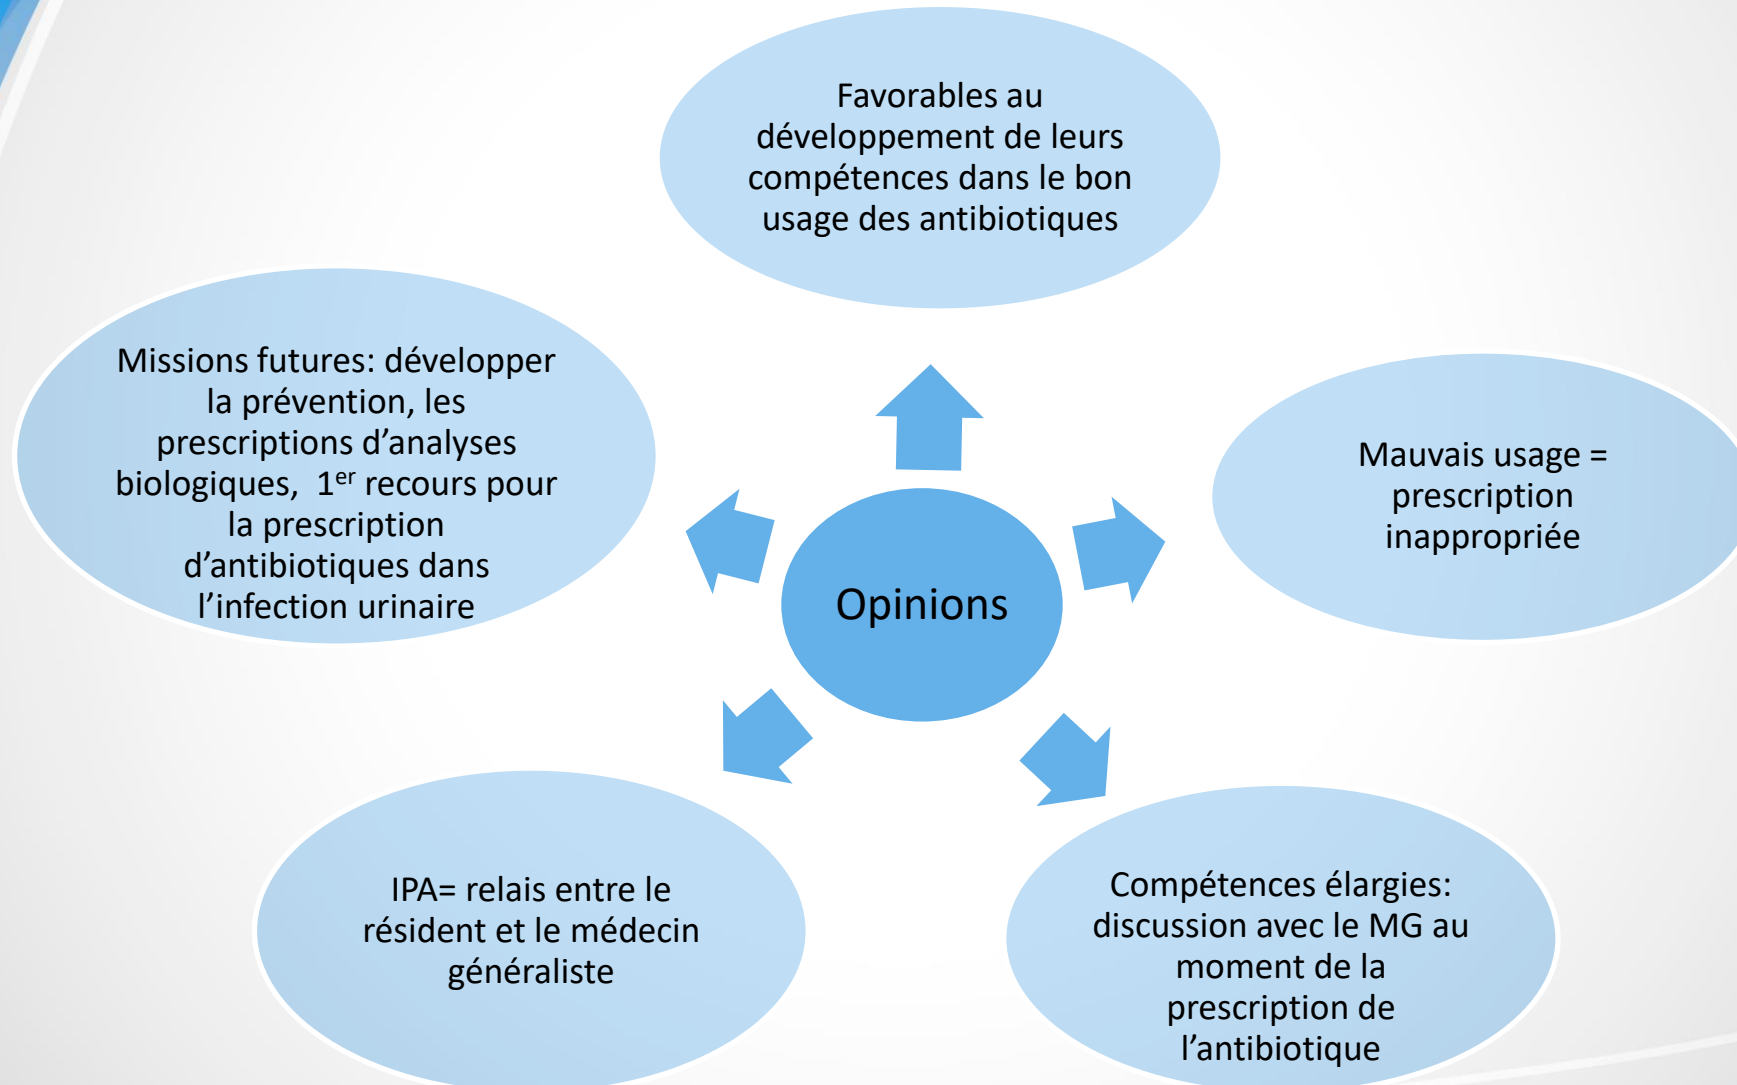 Favorables au
développement de leurs
compétences dans le bon
usage des antibiotiques
Missions futures: développer
la prévention, les
prescriptions d’analyses
biologiques,  1er recours pour
la prescription
d’antibiotiques dans
l’infection urinaire
Mauvais usage =
prescription
inappropriée
Opinions
IPA= relais entre le
résident et le médecin
généraliste
Compétences élargies:
discussion avec le MG au
moment de la
prescription de
l’antibiotique